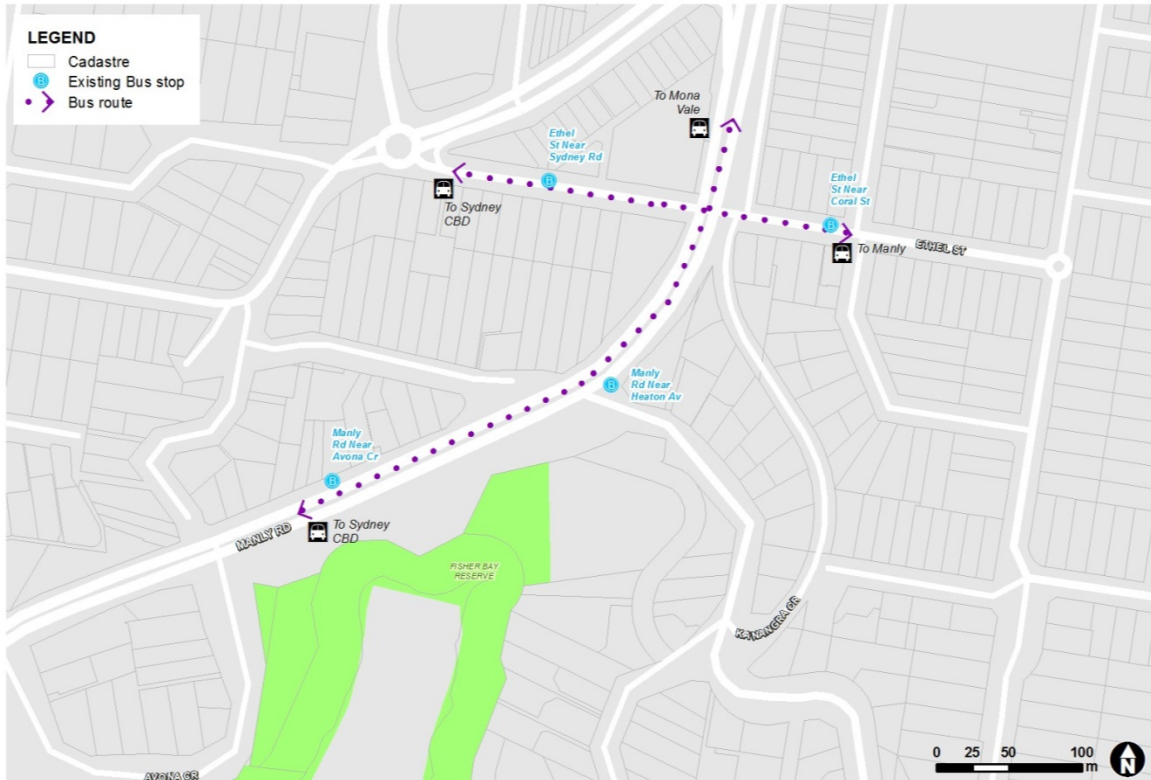 LEGEND
Cadastre
B
Existing Bus stop
Bus route
To Mona
Vale
Ethel
St Near
Sydney Rd
B
To Sydney
CBD
Ethel
St Near
Coral St
B
To Manly
ETHEL ST
Manly
Rd Near
Heaton Av
B
Manly
Rd Near
Avona Cr
B
To Sydney
CBD
MANLY RD
FISHER BAY
RESERVE
KANANGRA CR
AVONA CR
0 25 50 100
m
N